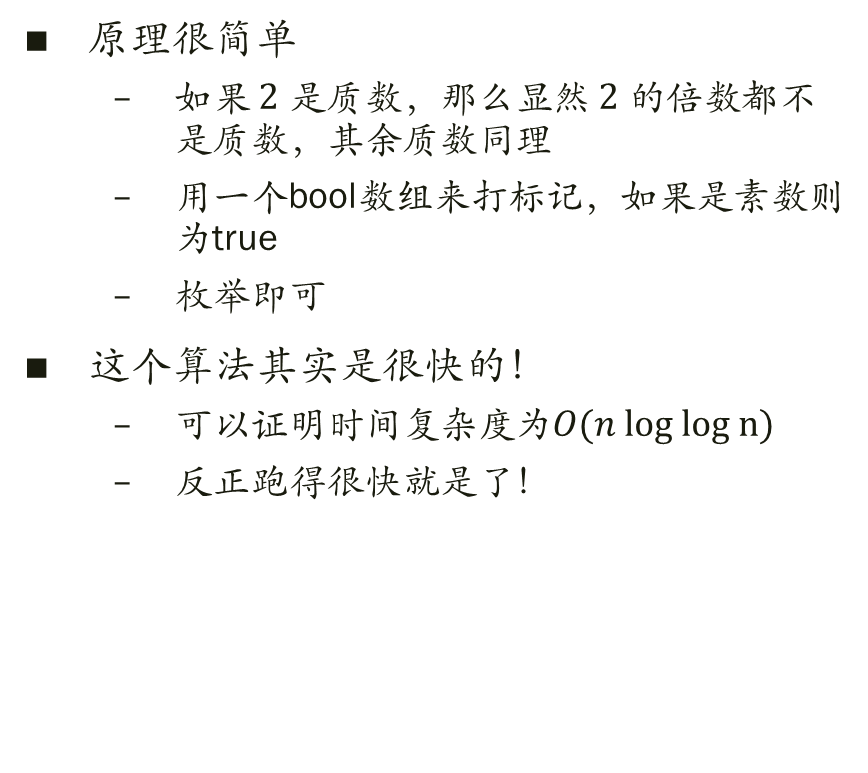 ■ 原理很简单
– 如果 2 是质数，那么显然 2 的倍数都不
是质数，其余质数同理
– 用一个bool数组来打标记，如果是素数则
为true
– 枚举即可
■ 这个算法其实是很快的！
– 可以证明时间复杂度为O(n log log n)
– 反正跑得很快就是了！